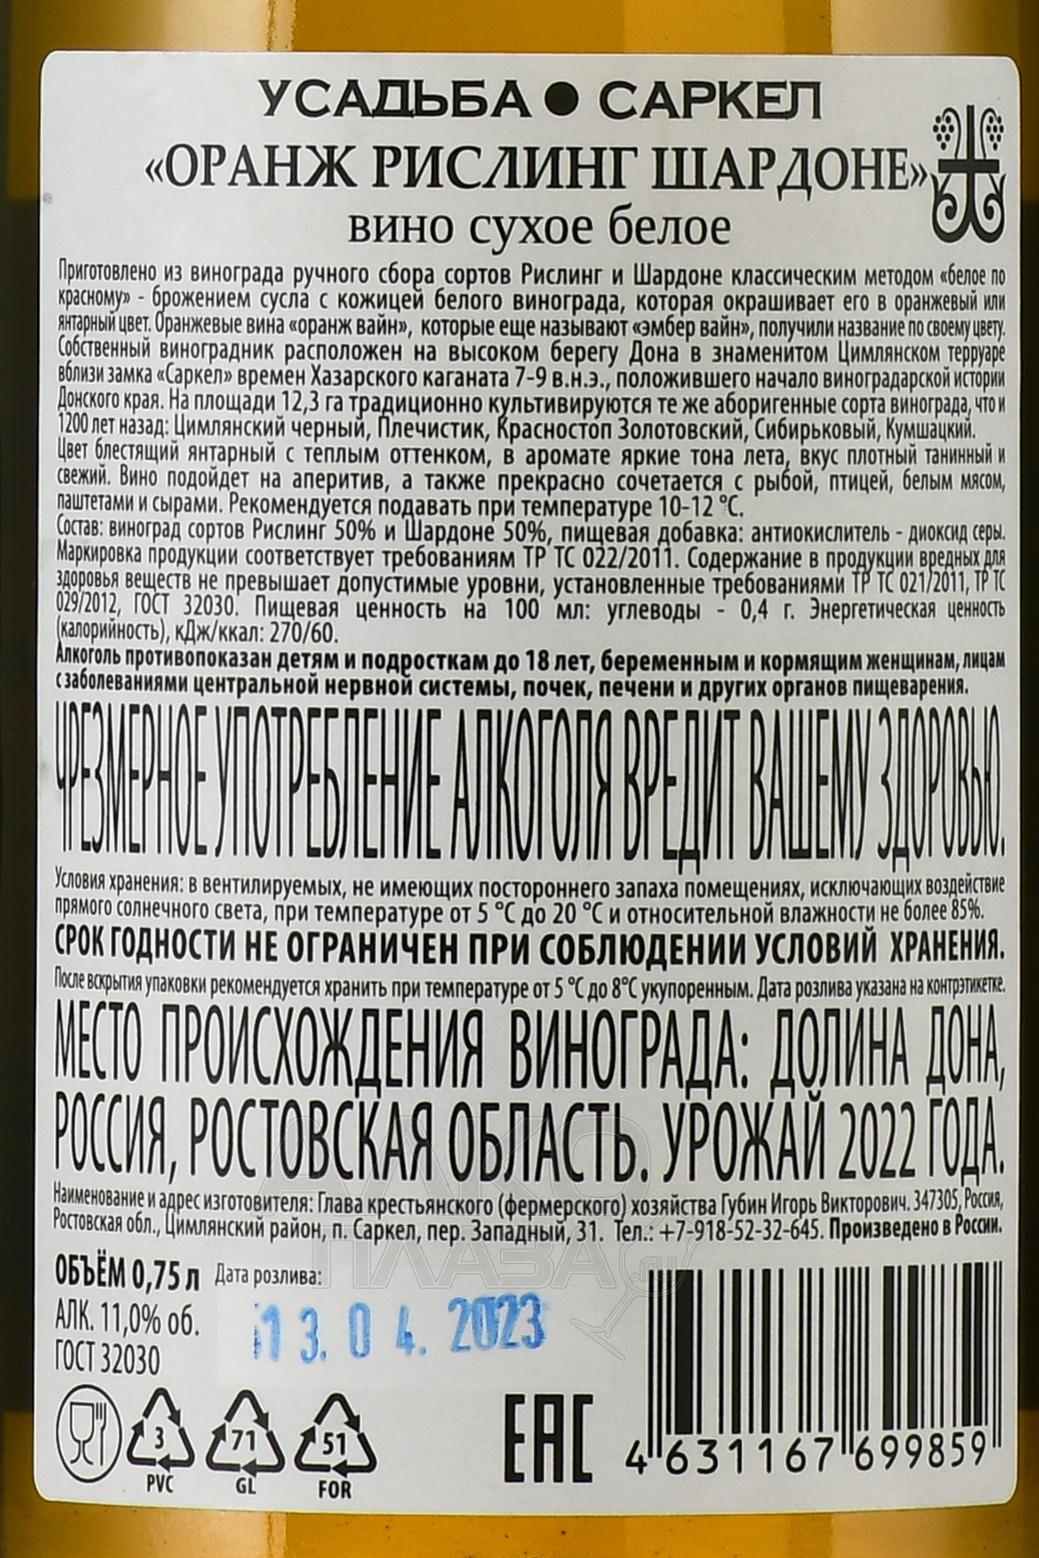 УСАДЬБА ● САРКЕЛ
«ОРАНЖ РИСЛИНГ ШАРДОНЕ»
вино сухое белое
Приготовлено из винограда ручного сбора сортов Рислинг и Шардоне классическим методом «белое по
красному» - брожением сусла с кожицей белого винограда, которая окрашивает его в оранжевый или
янтарный цвет. Оранжевые вина «оранж вайн», которые еще называют «эмбер вайн», получили название по своему цвету.
Собственный виноградник расположен на высоком берегу Дона в знаменитом Цимлянском терруаре
вблизи замка «Саркел» времен Хазарского каганата 7-9 в.н.э., положившего начало виноградарской истории
Донского края. На площади 12,3 га традиционно культивируются те же аборигенные сорта винограда, что и
1200 лет назад: Цимлянский черный, Плечистик, Красностоп Золотовский, Сибирьковый, Кумшацкий.
Цвет блестящий янтарный с теплым оттенком, в аромате яркие тона лета, вкус плотный танинный и
свежий. Вино подойдет на аперитив, а также прекрасно сочетается с рыбой, птицей, белым мясом,
паштетами и сырами. Рекомендуется подавать при температуре 10-12 °С.
Состав: виноград сортов Рислинг 50% и Шардоне 50%, пищевая добавка: антиокислитель - диоксид серы.
Маркировка продукции соответствует требованиям ТР ТС 022/2011. Содержание в продукции вредных для
здоровья веществ не превышает допустимые уровни, установленные требованиями ТР ТС 021/2011, ТР ТС
029/2012, ГОСТ 32030. Пищевая ценность на 100 мл: углеводы - 0,4 г. Энергетическая ценность
(калорийность), кДж/ккал: 270/60.
Алкоголь противопоказан детям и подросткам до 18 лет, беременным и кормящим женщинам, лицам
с заболеваниями центральной нервной системы, почек, печени и других органов пищеварения.
ЧРЕЗМЕРНОЕ УПОТРЕБЛЕНИЕ АЛКОГОЛЯ ВРЕДИТ ВАШЕМУ ЗДОРОВЬЮ.
Условия хранения: в вентилируемых, не имеющих постороннего запаха помещениях, исключающих воздействие
прямого солнечного света, при температуре от 5 °С до 20 °С и относительной влажности не более 85%.
СРОК ГОДНОСТИ НЕ ОГРАНИЧЕН ПРИ СОБЛЮДЕНИИ УСЛОВИЙ ХРАНЕНИЯ.
После вскрытия упаковки рекомендуется хранить при температуре от 5 °С до 8°С укупоренным. Дата розлива указана на контрэтикетке.
МЕСТО ПРОИСХОЖДЕНИЯ ВИНОГРАДА: ДОЛИНА ДОНА,
РОССИЯ, РОСТОВСКАЯ ОБЛАСТЬ. УРОЖАЙ 2022 ГОДА.
Наименование и адрес изготовителя: Глава крестьянского (фермерского) хозяйства Губин Игорь Викторович. 347305, Россия,
Ростовская обл., Цимлянский район, п. Саркел, пер. Западный, 31. Тел.: +7-918-52-32-645. Произведено в России.
ОБЪЁМ 0,75 л Дата розлива:
АЛК. 11,0% об.
13.04.2023
ГОСТ 32030
3 71 51
PVC GL FOR
ЕАС
4 631167 699859
АЛКО
ПЛАЗА.ru